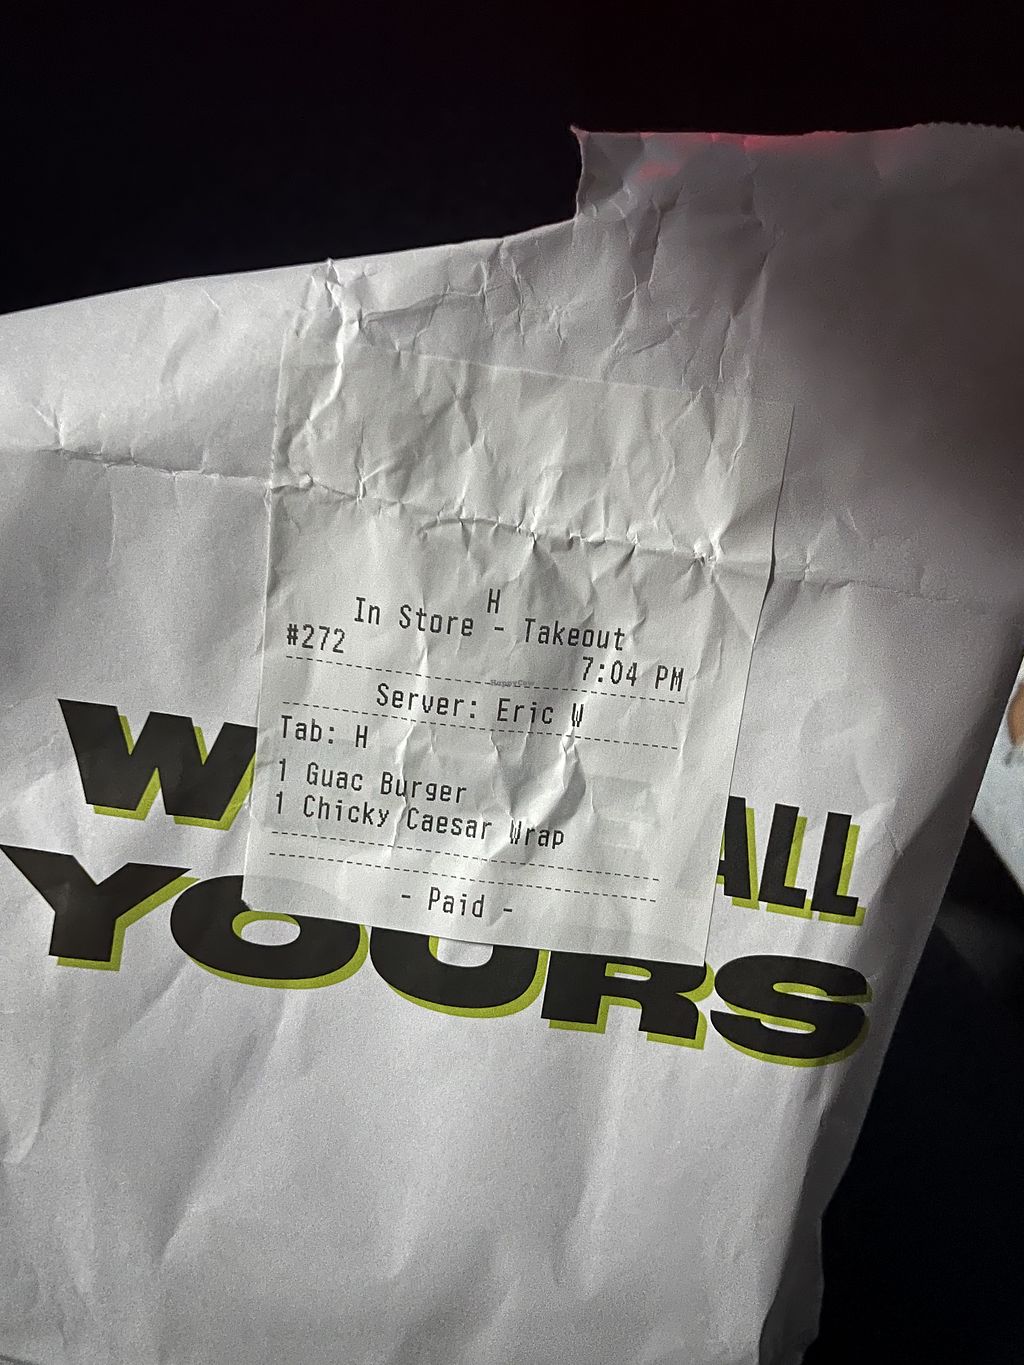 H
In Store - Takeout
#272 7:04 PM
Server: Eric W
Tab: H
1 Guac Burger
1 Chicky Caesar Wrap
- Paid -
ALL
YOURS
HappyCow